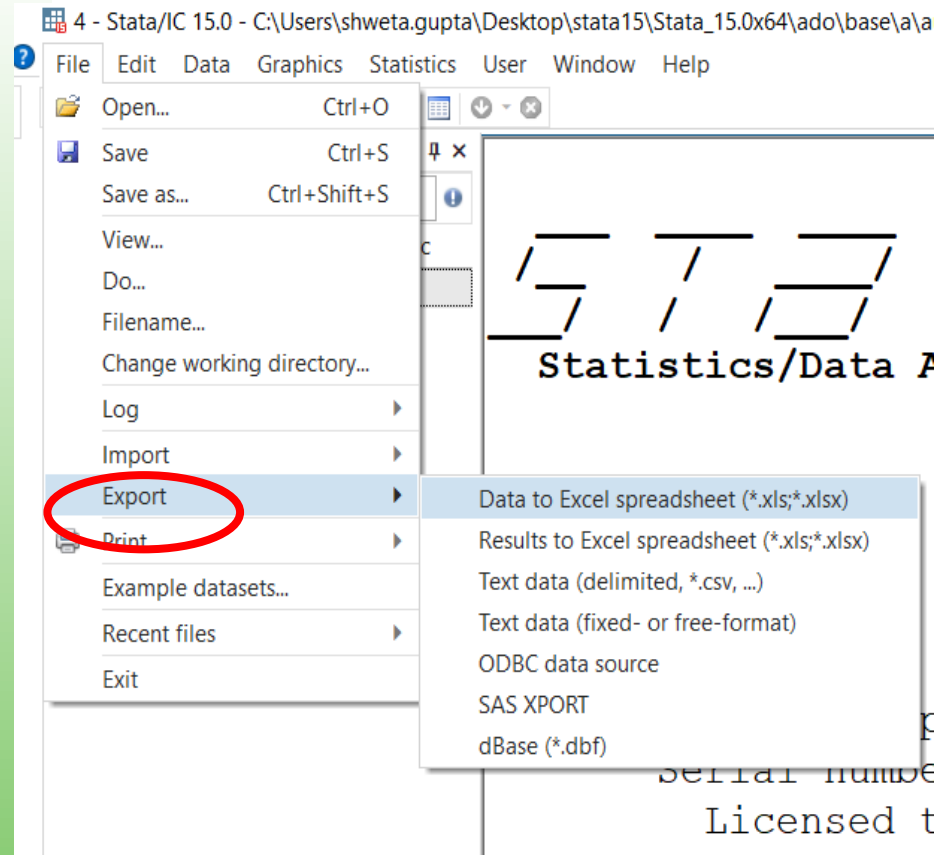 4 - Stata/IC 15.0 - C:\Users\shweta.gupta\Desktop\stata15\Stata_15.0x64\ado\base\a\a
File Edit Data Graphics Statistics User Window Help
Open... Ctrl+O
Save Ctrl+S
Save as... Ctrl+Shift+S
View...
Do...
Filename...
Change working directory...
Log
Import
Export
Print
Example datasets...
Recent files
Exit
Data to Excel spreadsheet (*.xls;*.xlsx)
Results to Excel spreadsheet (*.xls;*.xlsx)
Text data (delimited, *.csv, ...)
Text data (fixed- or free-format)
ODBC data source
SAS XPORT
dBase (*.dbf)
Statistics/Data A
Serial numbe
Licensed t